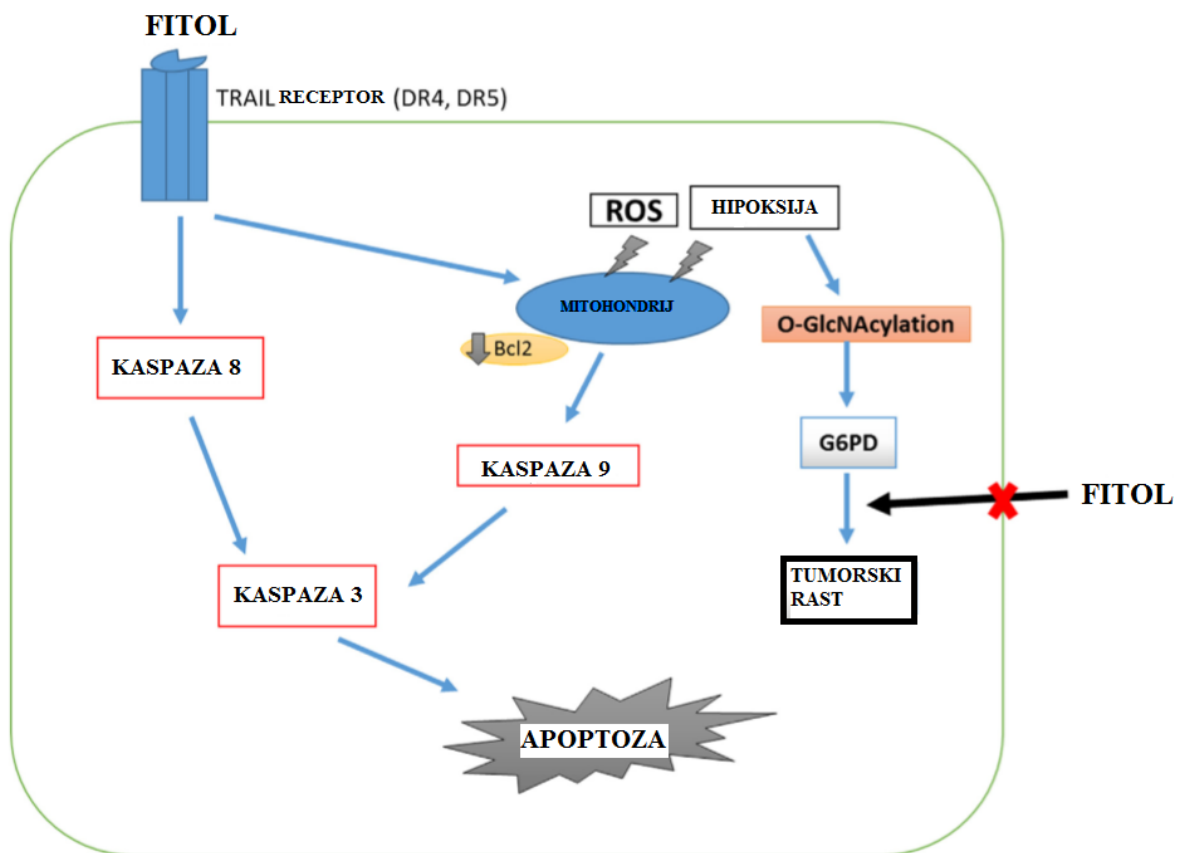 FITOL
TRAIL RECEPTOR (DR4, DR5)
ROS
HIPOKSIJA
MITOHONDRIJ
O-GlcNAcylation
Bcl2
KASPAZA 8
G6PD
KASPAZA 9
FITOL
KASPAZA 3
TUMORSKI
RAST
APOPTOZA